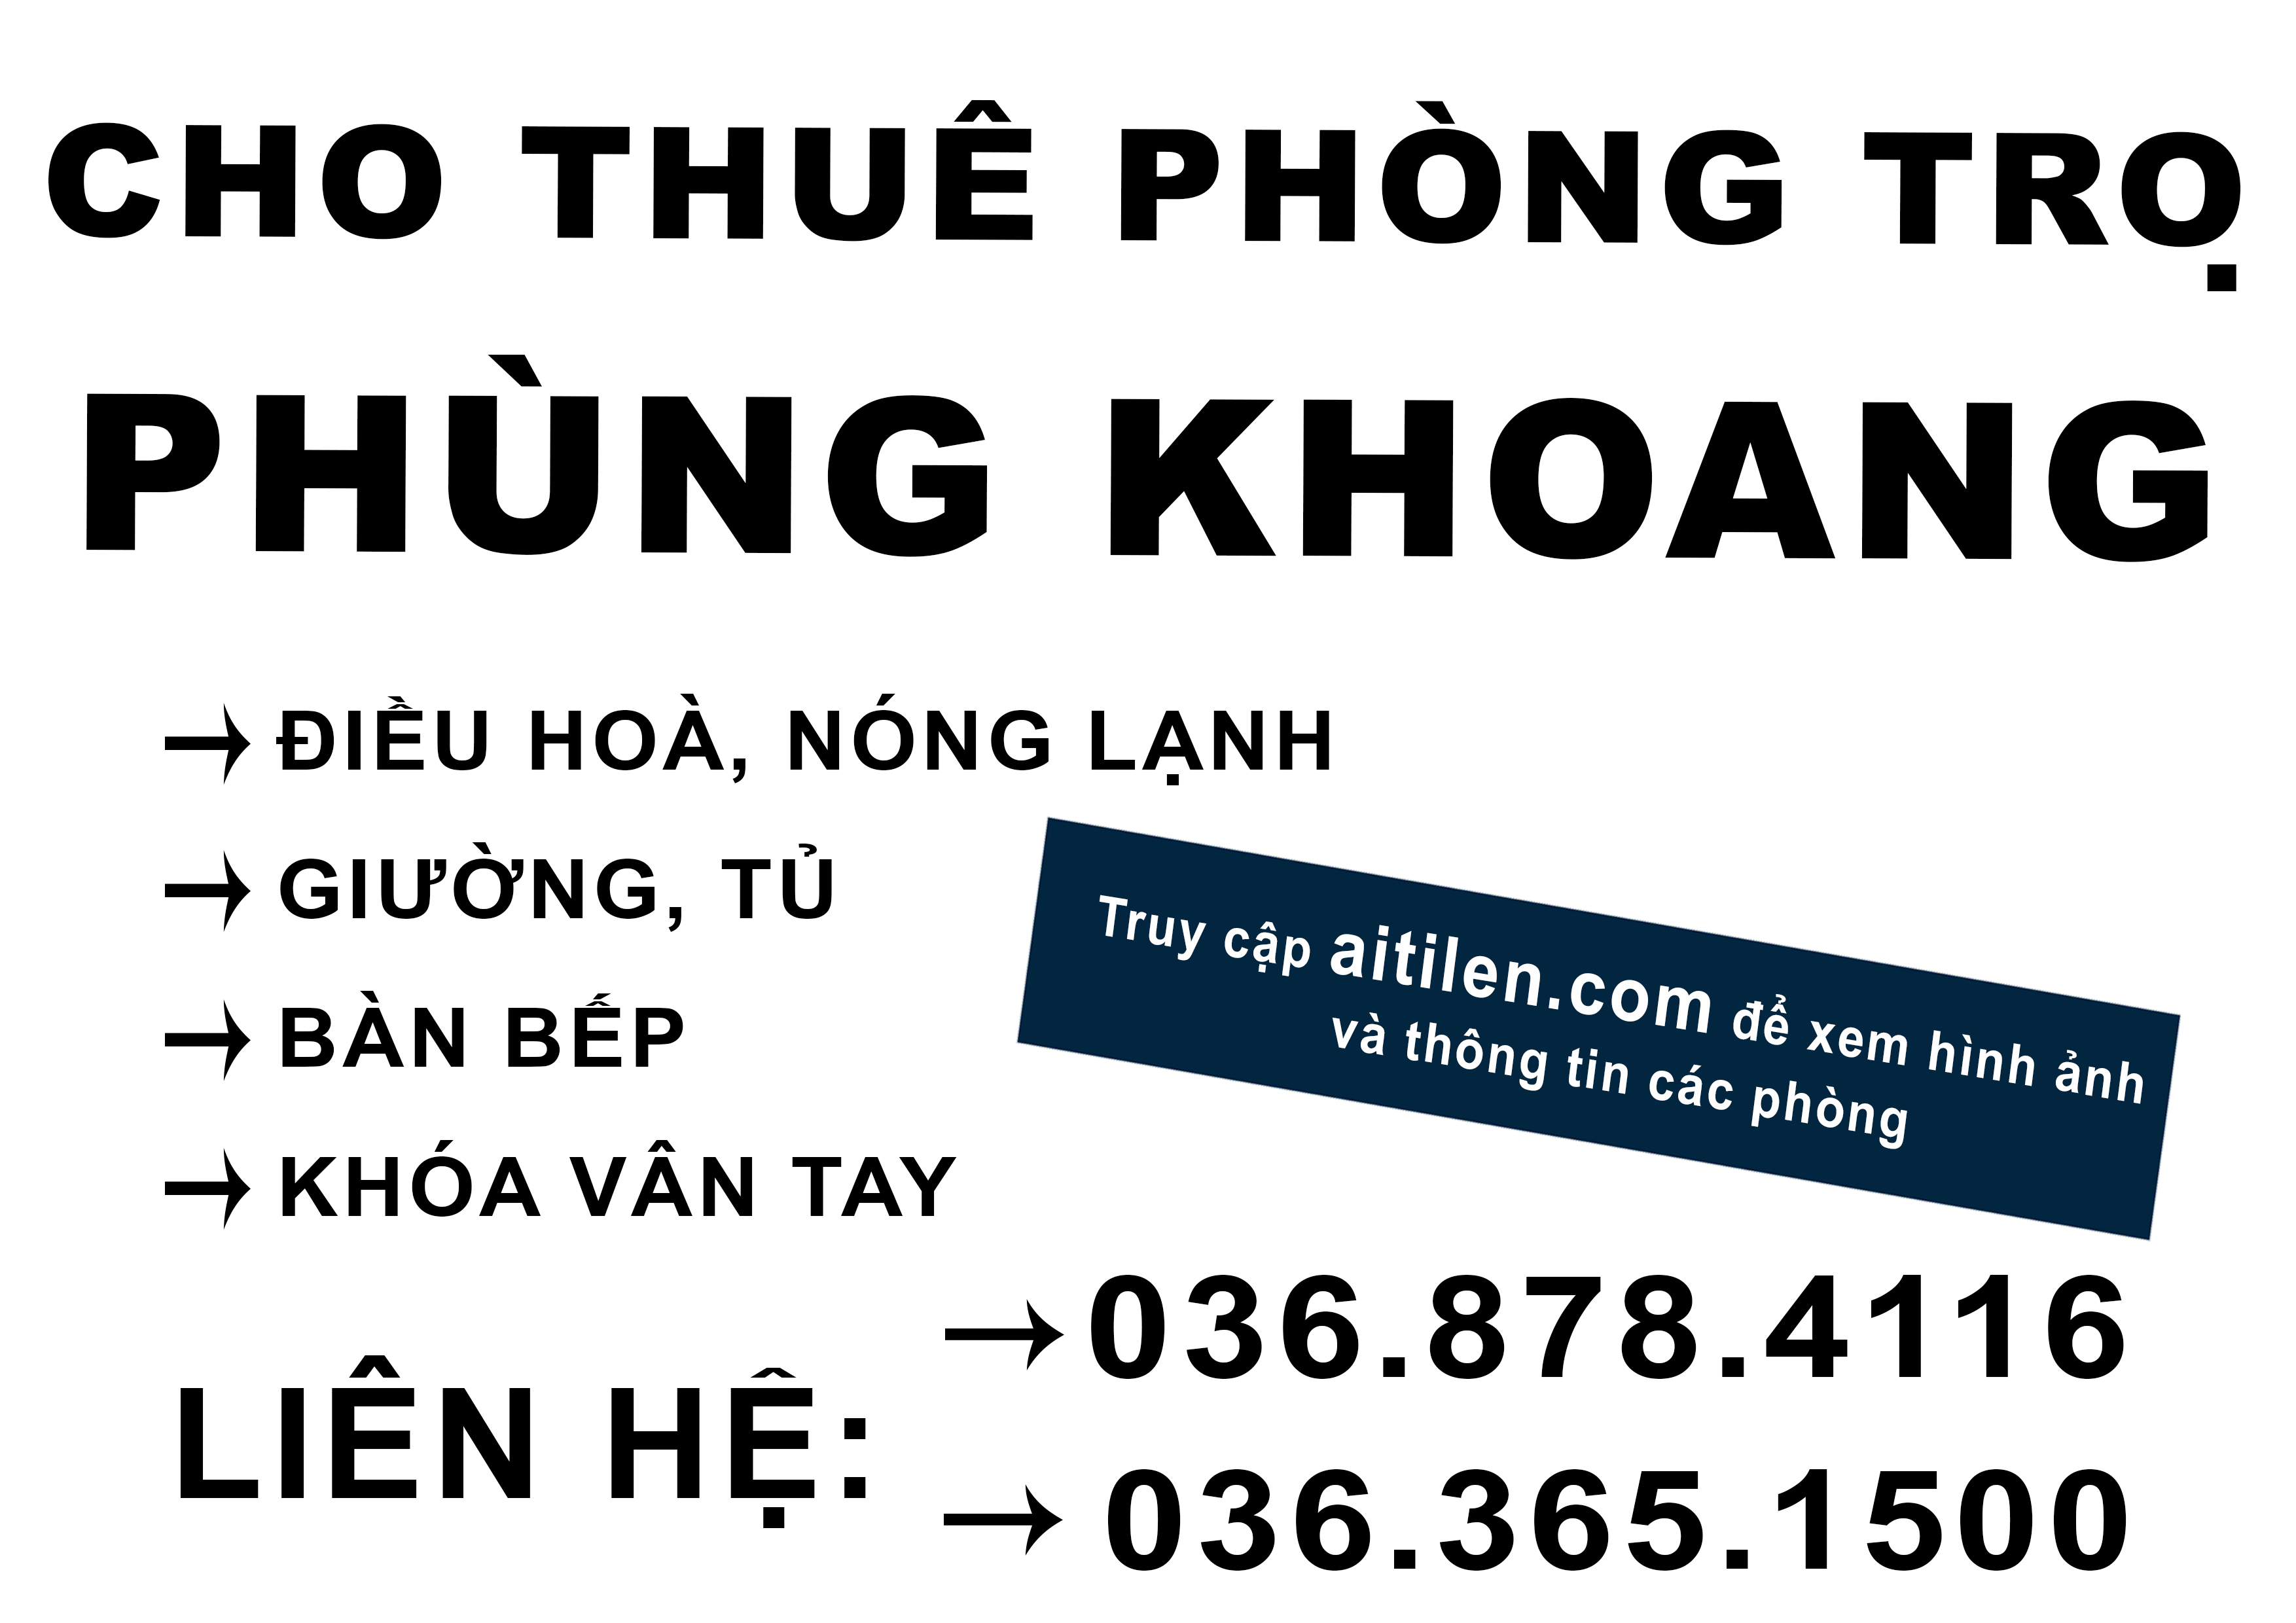 CHO THUÊ PHÒNG TRỌ
PHÙNG KHOANG
→ ĐIỀU HOÀ, NÓNG LẠNH
→ GIƯỜNG, TỦ
→ BÀN BẾP
→ KHÓA VÂN TAY
Truy cập aitilen.com để xem hình ảnh
và thông tin các phòng
LIÊN HỆ:
→ 036.878.4116
→ 036.365.1500